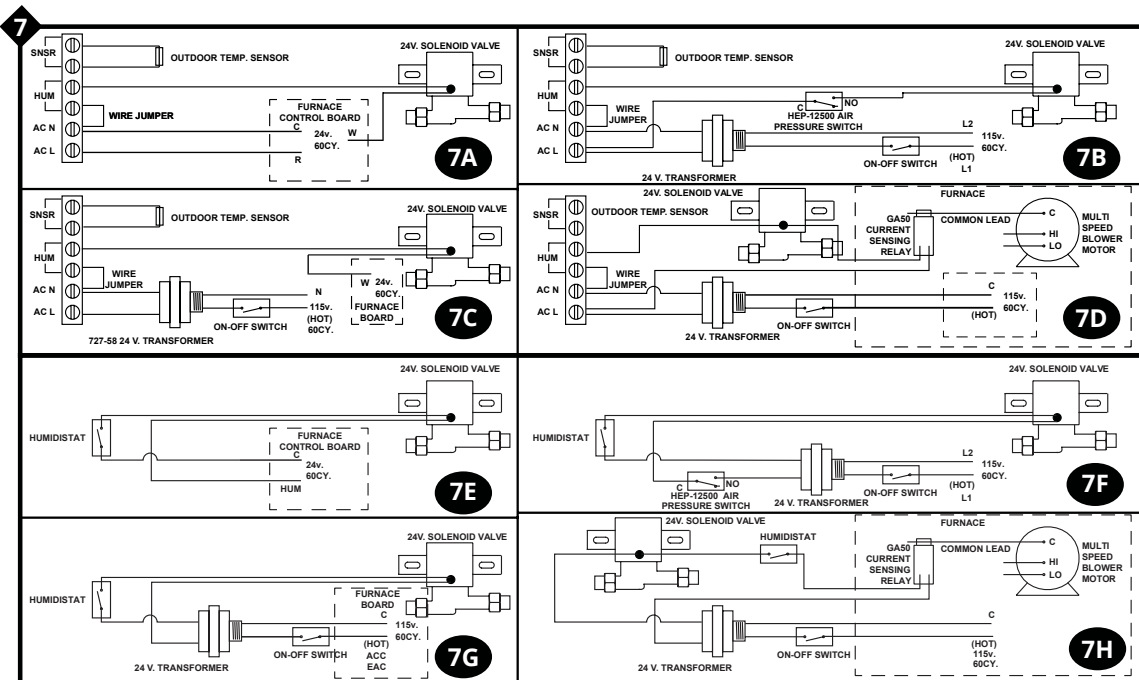 7
SNSR
OUTDOOR TEMP. SENSOR
24V. SOLENOID VALVE
HUM
WIRE JUMPER
FURNACE
CONTROL BOARD
C
24v.
60CY.
W
R
AC N
AC L
7A
SNSR
OUTDOOR TEMP. SENSOR
24V. SOLENOID VALVE
HUM
WIRE
JUMPER
C
NO
HEP-12500 AIR
PRESSURE SWITCH
AC N
AC L
L2
115v.
60CY.
(HOT)
L1
ON-OFF SWITCH
24 V. TRANSFORMER
7B
SNSR
OUTDOOR TEMP. SENSOR
24V. SOLENOID VALVE
HUM
WIRE
JUMPER
AC N
AC L
N
115v.
(HOT)
60CY.
ON-OFF SWITCH
W 24v.
60CY.
FURNACE
BOARD
727-58 24 V. TRANSFORMER
7C
24V. SOLENOID VALVE
SNSR
OUTDOOR TEMP. SENSOR
HUM
WIRE
JUMPER
AC N
AC L
FURNACE
GA50
CURRENT
SENSING
RELAY
COMMON LEAD
C
HI
LO
MULTI
SPEED
BLOWER
MOTOR
C
115v.
60CY.
(HOT)
ON-OFF SWITCH
24 V. TRANSFORMER
7D
24V. SOLENOID VALVE
HUMIDISTAT
FURNACE
CONTROL BOARD
C
24v.
60CY.
HUM
7E
24V. SOLENOID VALVE
HUMIDISTAT
C
NO
HEP-12500 AIR
PRESSURE SWITCH
24 V. TRANSFORMER
ON-OFF SWITCH
L2
115v.
60CY.
(HOT)
L1
7F
24V. SOLENOID VALVE
HUMIDISTAT
FURNACE
BOARD
C
115v.
60CY.
(HOT)
ACC
EAC
ON-OFF SWITCH
24 V. TRANSFORMER
7G
24V. SOLENOID VALVE
HUMIDISTAT
FURNACE
GA50
CURRENT
SENSING
RELAY
COMMON LEAD
C
HI
LO
MULTI
SPEED
BLOWER
MOTOR
C
(HOT)
115v.
60CY.
ON-OFF SWITCH
24 V. TRANSFORMER
7H